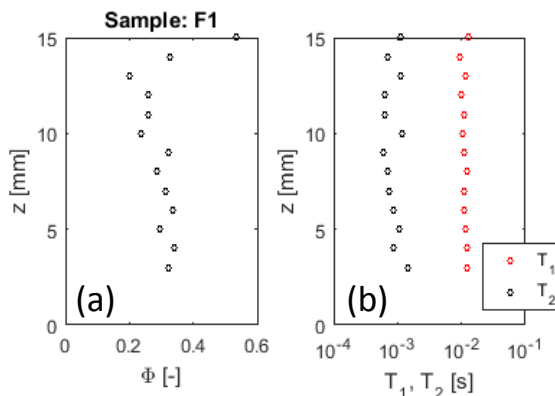 Sample: F1
15
10
5
0
z [mm]
(a)
0 0.2 0.4 0.6
Φ [-]
15
10
5
0
z [mm]
(b)
T₁
T₂
10⁻⁴ 10⁻³ 10⁻² 10⁻¹
T₁, T₂ [s]